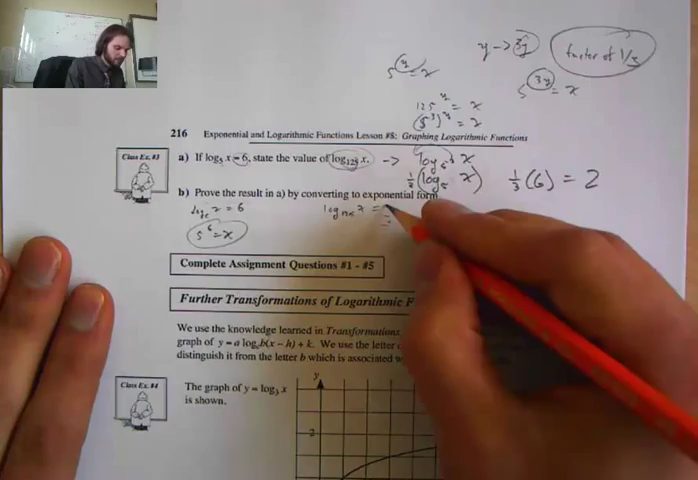 y → 3y
factor of 1/3
5^y = x
5^3y = x
125^y = x
(5^3)^y = x
216 Exponential and Logarithmic Functions Lesson #8: Graphing Logarithmic Functions
Class Ex. #3
a) If log₅ x = 6, state the value of log₁₂₅ x. → log₅³ x
1/3 (log₅ x) 1/3 (6) = 2
b) Prove the result in a) by converting to exponential form.
log₅ x = 6 log₁₂₅ x =
5^6 = x
Complete Assignment Questions #1 - #5
Further Transformations of Logarithmic F
We use the knowledge learned in Transformations
graph of y = a log b(x − h) + k. We use the letter
distinguish it from the letter b which is associated
Class Ex. #4
The graph of y = log₃ x
is shown.
y
2